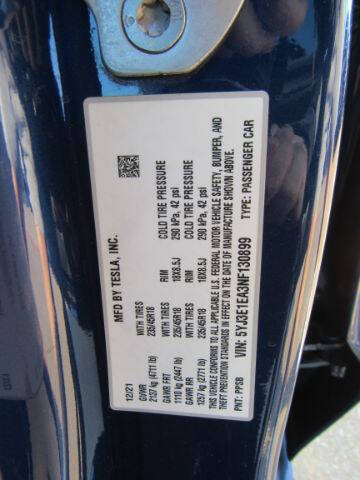 MFD BY TESLA, INC.
12/21
GVWR
2137 kg (4711 lb)
GAWR FRT
1110 kg (2447 lb)
WITH TIRES
235/45R18
RIM
18X8.5J
COLD TIRE PRESSURE
290 kPa, 42 psi
GAWR RR
1257 kg (2771 lb)
WITH TIRES
235/45R18
RIM
18X8.5J
COLD TIRE PRESSURE
290 kPa, 42 psi
THIS VEHICLE CONFORMS TO ALL APPLICABLE U.S. FEDERAL MOTOR VEHICLE SAFETY, BUMPER, AND
THEFT PREVENTION STANDARDS IN EFFECT ON THE DATE OF MANUFACTURE SHOWN ABOVE.
VIN: 5YJ3E1EA3NF130899
PNT: PPSB
TYPE: PASSENGER CAR